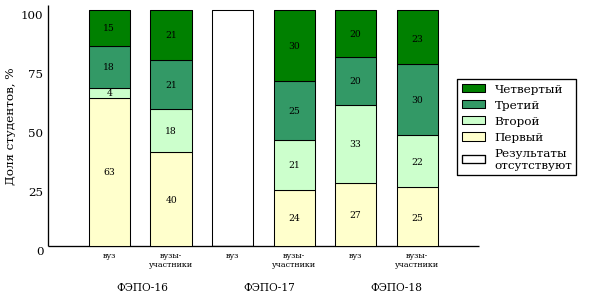 100
75
50
25
0
Доля студентов, %
15
18
4
63
21
21
18
40
30
25
21
24
20
20
33
27
23
30
22
25
вуз
вузы-
участники
вуз
вузы-
участники
вуз
вузы-
участники
ФЭПО-16
ФЭПО-17
ФЭПО-18
Четвертый
Третий
Второй
Первый
Результаты
отсутствуют